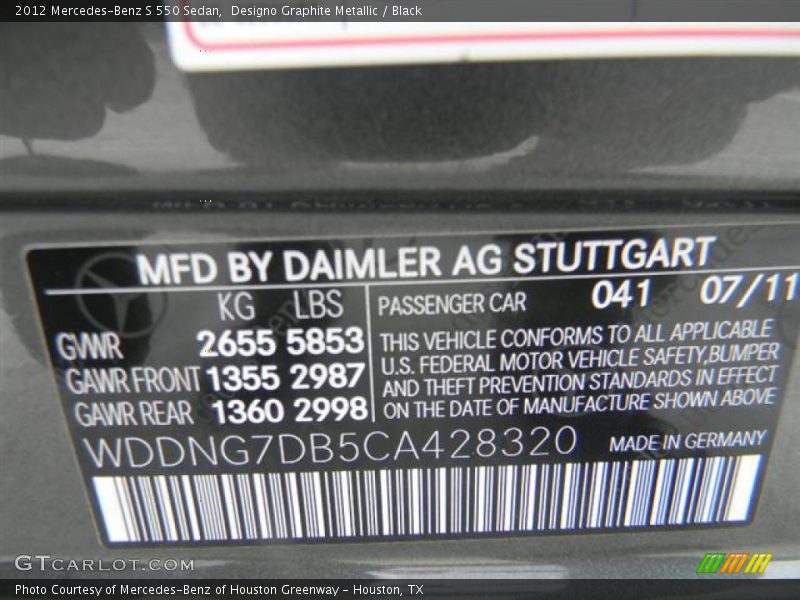 2012 Mercedes-Benz S 550 Sedan,  Designo Graphite Metallic / Black
MFD BY DAIMLER AG STUTTGART
KG LBS PASSENGER CAR 041 07/11
GVWR 2655 5853 THIS VEHICLE CONFORMS TO ALL APPLICABLE
U.S. FEDERAL MOTOR VEHICLE SAFETY,BUMPER
GAWR FRONT 1355 2987 AND THEFT PREVENTION STANDARDS IN EFFECT
GAWR REAR 1360 2998 ON THE DATE OF MANUFACTURE SHOWN ABOVE
WDDNG7DB5CA428320 MADE IN GERMANY
GTCARLOT.COM
Photo Courtesy of Mercedes-Benz of Houston Greenway - Houston, TX